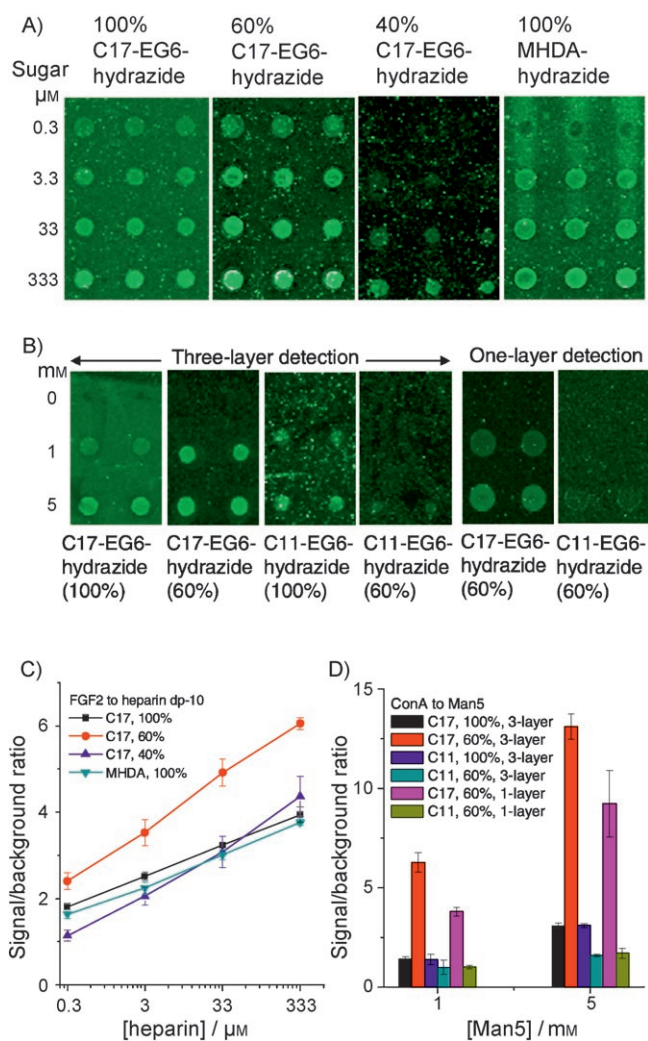 A)
100% 60% 40% 100%
C17-EG6- C17-EG6- C17-EG6- MHDA-
Sugar hydrazide hydrazide hydrazide hydrazide
μM
0.3
3.3
33
333
B)
Three-layer detection One-layer detection
mM
0
1
5
C17-EG6- C17-EG6- C11-EG6- C11-EG6- C17-EG6- C11-EG6-
hydrazide hydrazide hydrazide hydrazide hydrazide hydrazide
(100%) (60%) (100%) (60%) (60%) (60%)
C)
FGF2 to heparin dp-10
C17, 100%
C17, 60%
C17, 40%
MHDA, 100%
Signal/background ratio
6
4
2
0
0.3 3 33 333
[heparin] / μM
D)
ConA to Man5
C17, 100%, 3-layer
C17, 60%, 3-layer
C11, 100%, 3-layer
C11, 60%, 3-layer
C17, 60%, 1-layer
C11, 60%, 1-layer
Signal/background ratio
15
10
5
0
1 5
[Man5] / mM